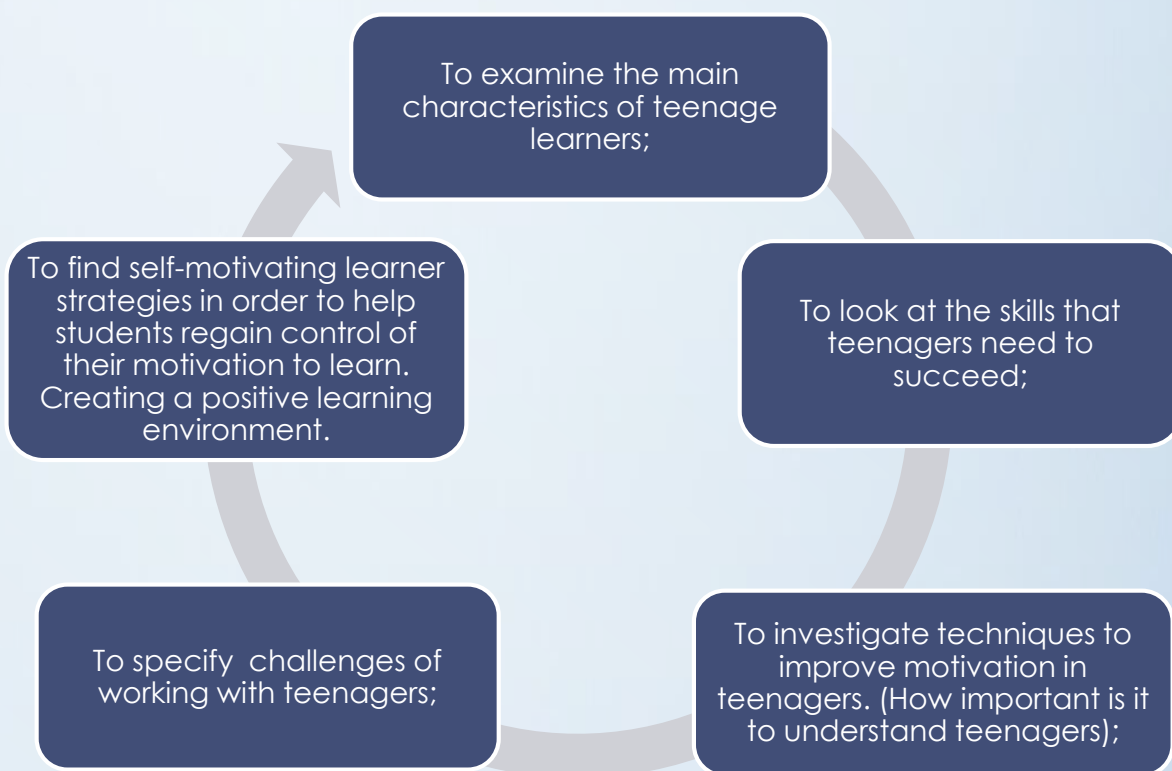 To examine the main
characteristics of teenage
learners;
To look at the skills that
teenagers need to
succeed;
To investigate techniques to
improve motivation in
teenagers. (How important is it
to understand teenagers);
To specify  challenges of
working with teenagers;
To find self-motivating learner
strategies in order to help
students regain control of
their motivation to learn.
Creating a positive learning
environment.